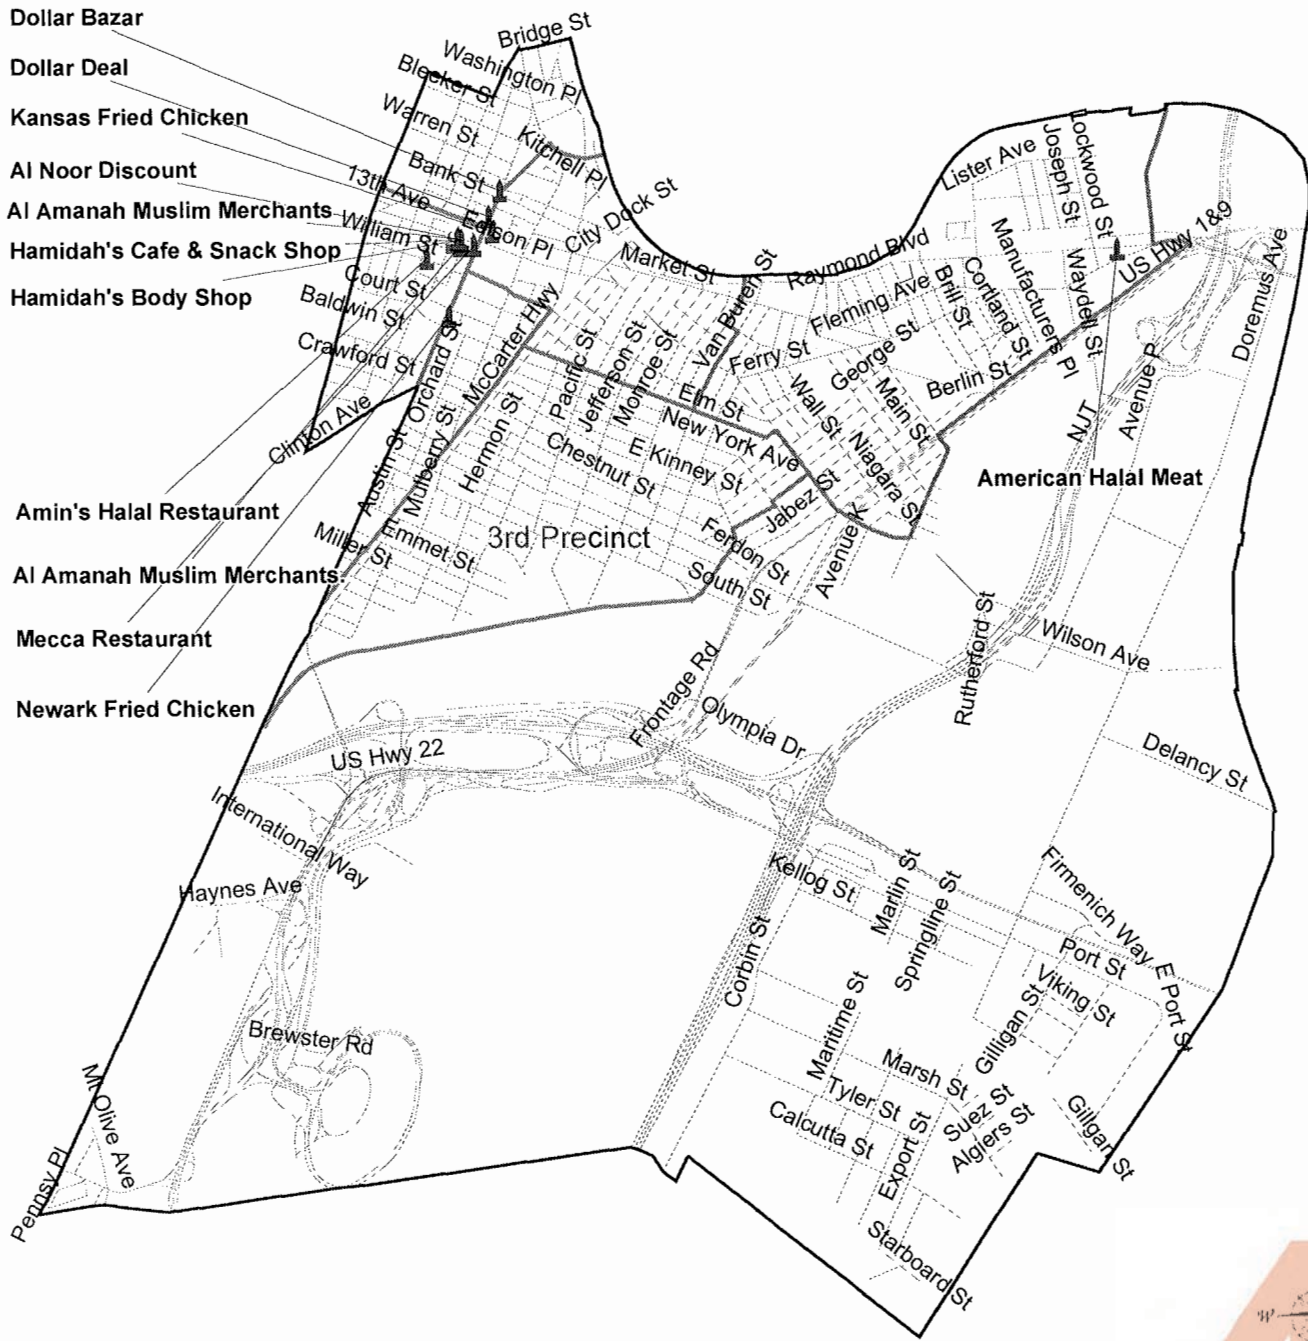 Dollar Bazar
Dollar Deal
Kansas Fried Chicken
Al Noor Discount
Al Amanah Muslim Merchants
Hamidah's Cafe & Snack Shop
Hamidah's Body Shop
Amin's Halal Restaurant
Al Amanah Muslim Merchants
Mecca Restaurant
Newark Fried Chicken
American Halal Meat
3rd Precinct
Bridge St
Washington Pl
Bleeker St
Warren St
Kitchell Pl
Bank St
13th Ave
Edison Pl
William St
City Dock St
Market St
Court St
Baldwin St
Crawford St
Clinton Ave
Orchard St
McCarter Hwy
Austin St
Mulberry St
Hermon St
Pacific St
Jefferson St
Monroe St
Van Buren St
Raymond Blvd
Fleming Ave
Ferry St
George St
Elm St
New York Ave
Wall St
Main St
Niagara St
E Kinney St
Chestnut St
Jabez St
Ferdon St
South St
Avenue K
Emmet St
Miller St
Lister Ave
Joseph St
Lockwood St
Manufacturers Pl
Cortland St
Brill St
Berlin St
Waydell St
US Hwy 1&9
Doremus Ave
NJT
Avenue P
Rutherford St
Wilson Ave
Delancy St
Frontage Rd
Olympia Dr
US Hwy 22
International Way
Haynes Ave
Brewster Rd
Mt Olive Ave
Pennsy Pl
Kellog St
Corbin St
Marlin St
Springline St
Maritime St
Firmenich Way
Port St
E Port St
Viking St
Gilligan St
Marsh St
Tyler St
Calcutta St
Export St
Suez St
Algiers St
Gilligan St
Starboard St
W